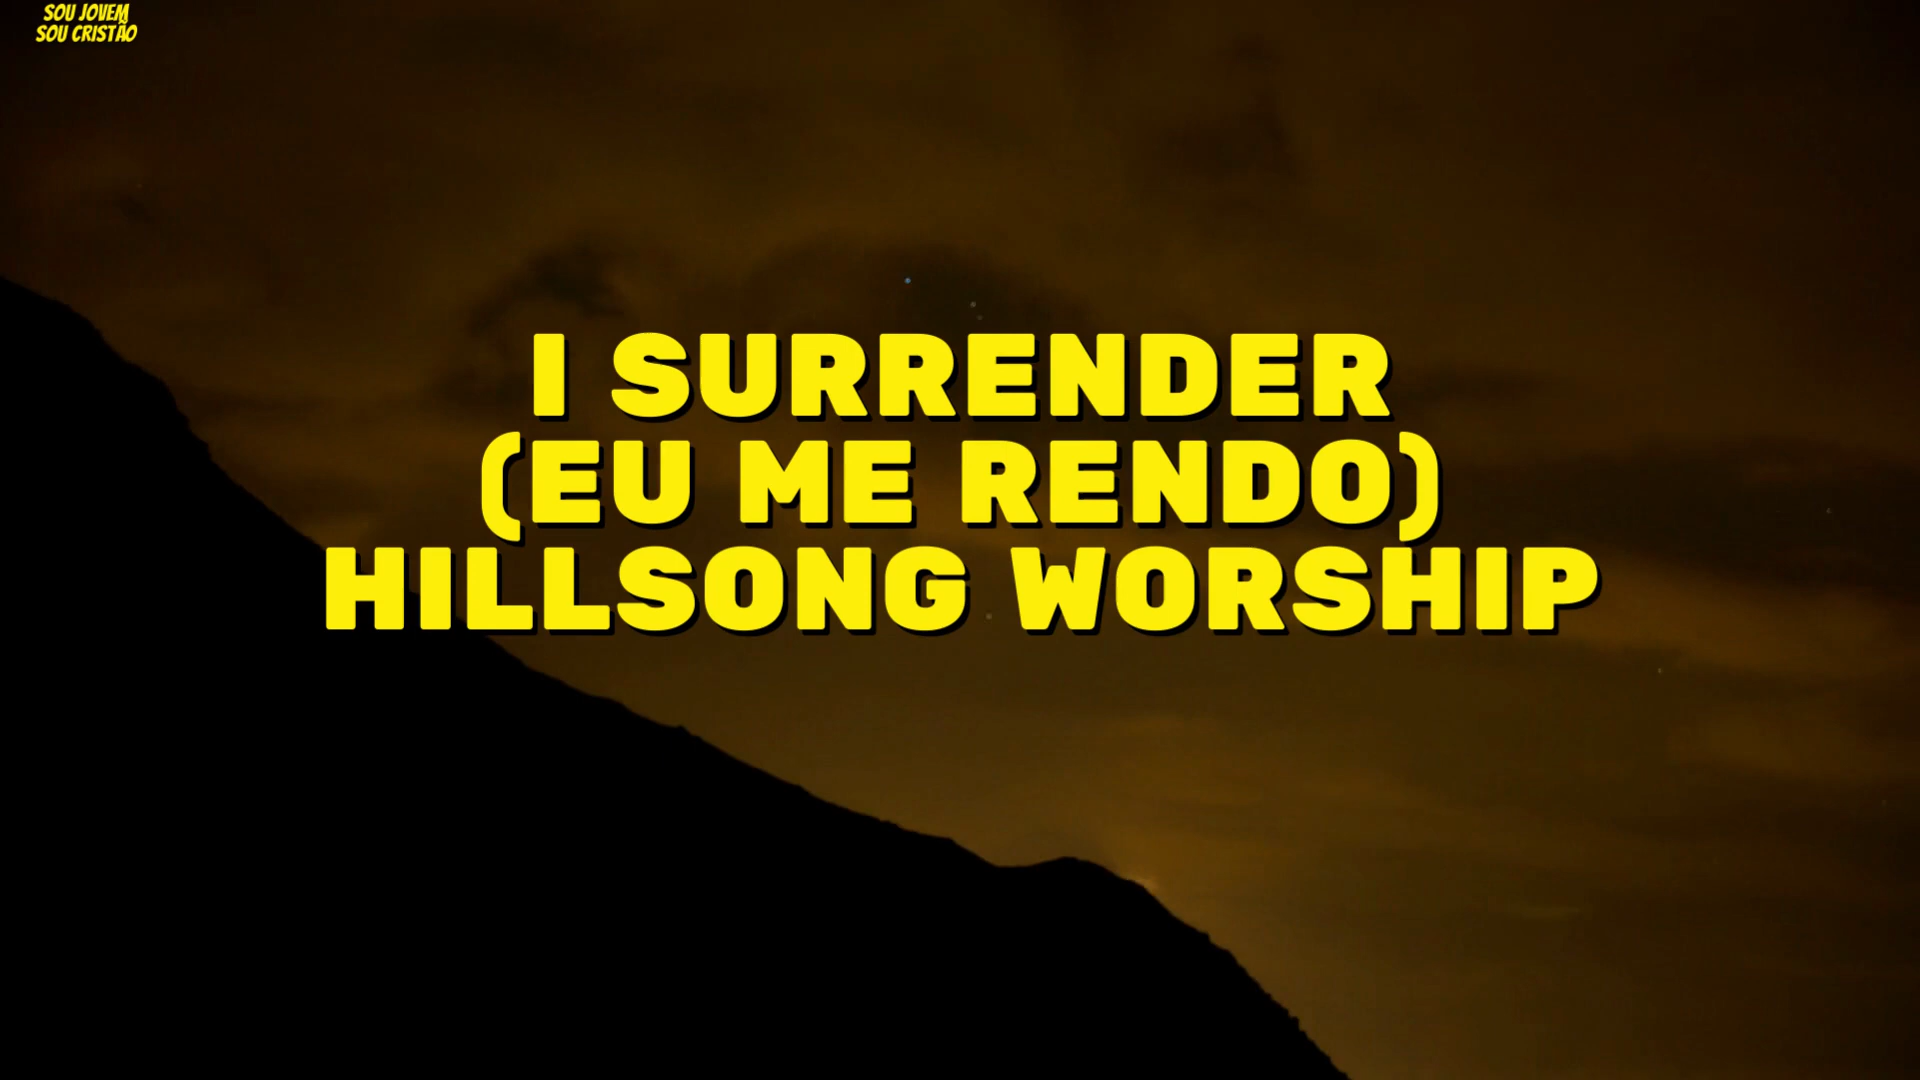 SOU JOVEM
SOU CRISTÃO
I SURRENDER
(EU ME RENDO)
HILLSONG WORSHIP